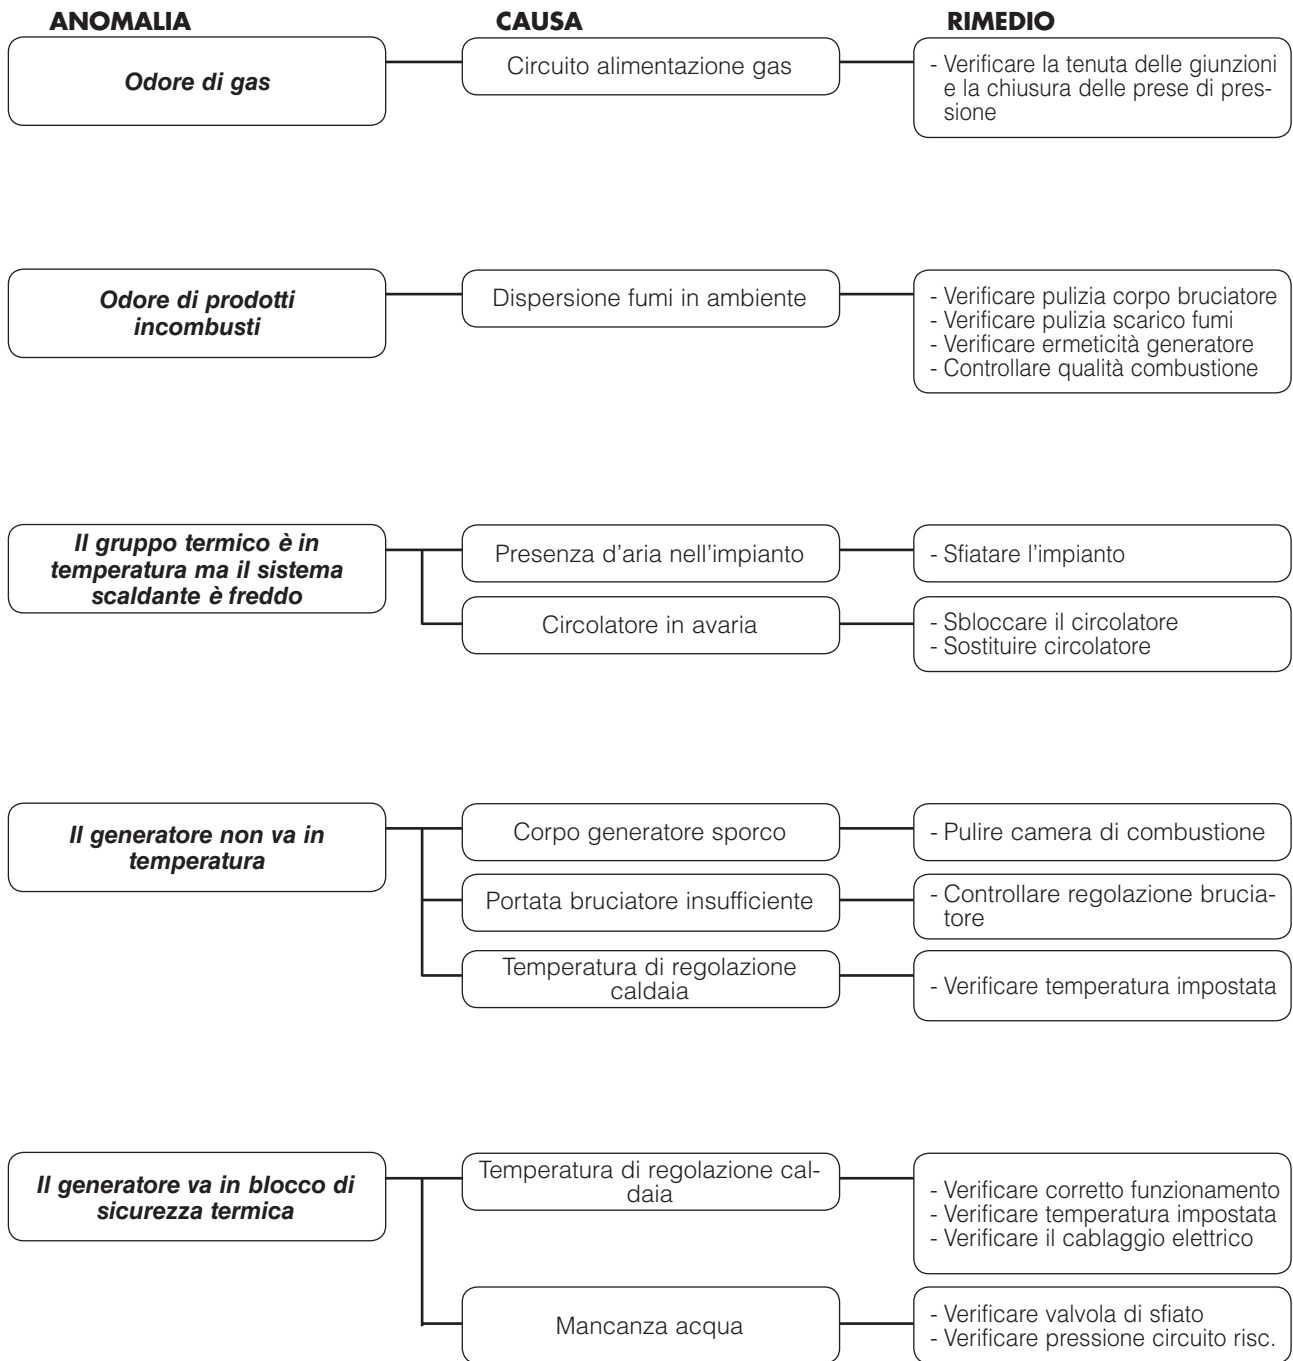 ANOMALIA CAUSA RIMEDIO
Odore di gas
Circuito alimentazione gas
- Verificare la tenuta delle giunzioni
e la chiusura delle prese di pres-
sione
Odore di prodotti
incombusti
Dispersione fumi in ambiente
- Verificare pulizia corpo bruciatore
- Verificare pulizia scarico fumi
- Verificare ermeticità generatore
- Controllare qualità combustione
Il gruppo termico è in
temperatura ma il sistema
scaldante è freddo
Presenza d'aria nell'impianto
- Sfiatare l'impianto
Circolatore in avaria
- Sbloccare il circolatore
- Sostituire circolatore
Il generatore non va in
temperatura
Corpo generatore sporco
- Pulire camera di combustione
Portata bruciatore insufficiente
- Controllare regolazione brucia-
tore
Temperatura di regolazione
caldaia
- Verificare temperatura impostata
Il generatore va in blocco di
sicurezza termica
Temperatura di regolazione cal-
daia
- Verificare corretto funzionamento
- Verificare temperatura impostata
- Verificare il cablaggio elettrico
Mancanza acqua
- Verificare valvola di sfiato
- Verificare pressione circuito risc.